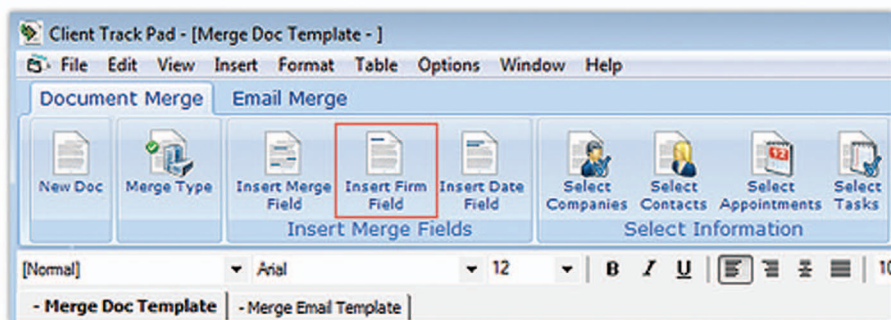 Client Track Pad - [Merge Doc Template - ]
File Edit View Insert Format Table Options Window Help
Document Merge Email Merge
New Doc
Merge Type
Insert Merge
Field
Insert Firm
Field
Insert Date
Field
Select
Companies
Select
Contacts
12
Select
Appointments
Select
Tasks
Insert Merge Fields
Select Information
[Normal] Arial 12 B I U 10
- Merge Doc Template - Merge Email Template